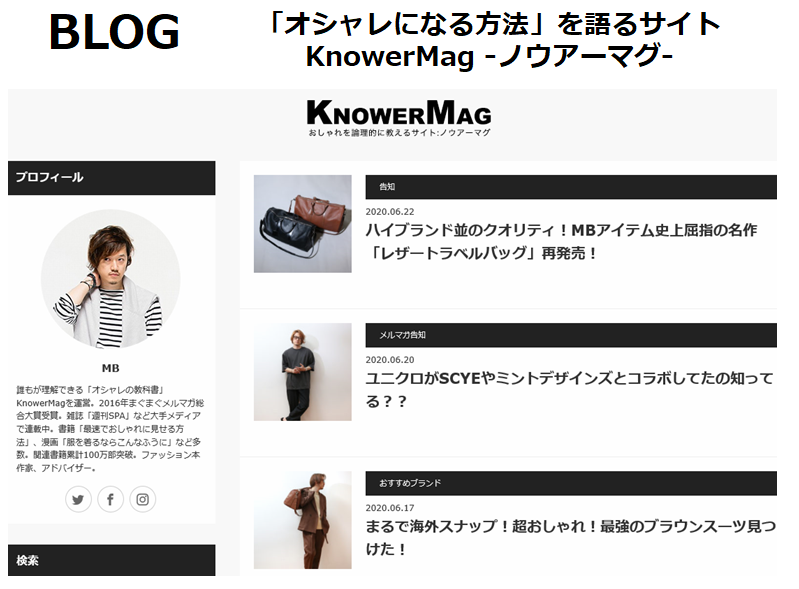 BLOG
「オシャレになる方法」を語るサイト
KnowerMag -ノウアーマグ-
KNOWERMAG
おしゃれを論理的に教えるサイト:ノウアーマグ
プロフィール
MB
誰もが理解できる「オシャレの教科書」
KnowerMagを運営。2016年まぐまぐメルマガ総
合大賞受賞。雑誌「週刊SPA」など大手メディア
で連載中。書籍「最速でおしゃれに見せる方
法」、漫画「服を着るならこんなふうに」など多
数。関連書籍累計100万部突破。ファッション本
作家、アドバイザー。
検索
告知
2020.06.22
ハイブランド並のクオリティ！MBアイテム史上屈指の名作
「レザートラベルバッグ」再発売！
メルマガ告知
2020.06.20
ユニクロがSCYEやミントデザインズとコラボしてたの知って
る？？
おすすめブランド
2020.06.17
まるで海外スナップ！超おしゃれ！最強のブラウンスーツ見つ
けた！